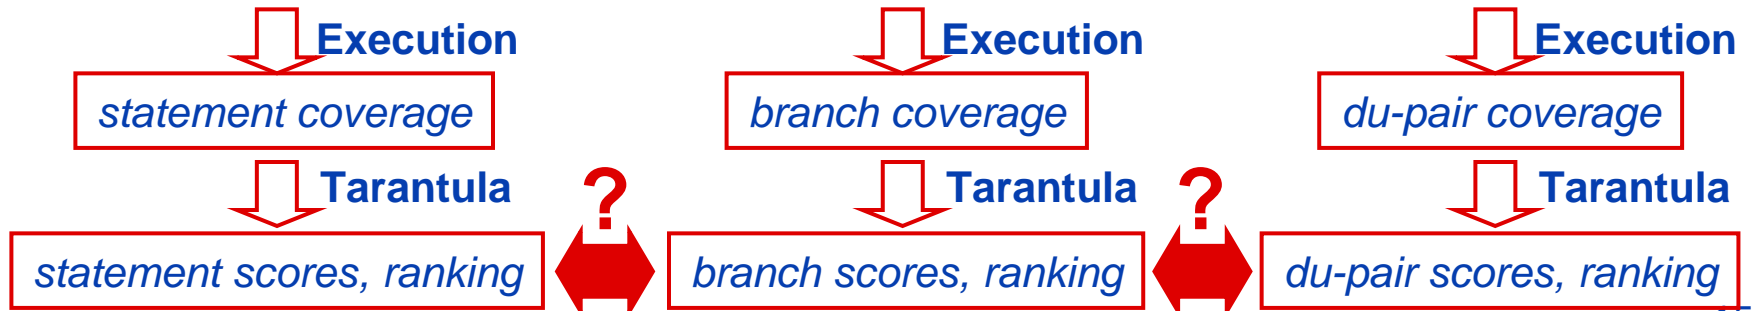 Execution Execution Execution
statement coverage branch coverage du-pair coverage
Tarantula ? Tarantula ? Tarantula
statement scores, ranking branch scores, ranking du-pair scores, ranking